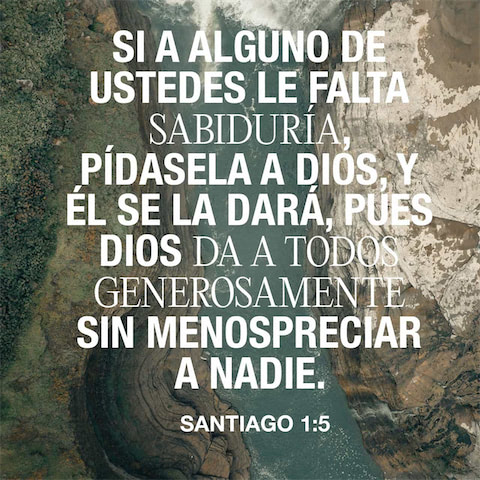 SI A ALGUNO DE
USTEDES LE FALTA
SABIDURÍA,
PÍDASELA A DIOS, Y
ÉL SE LA DARÁ, PUES
DIOS DA A TODOS
GENEROSAMENTE
SIN MENOSPRECIAR
A NADIE.
SANTIAGO 1:5